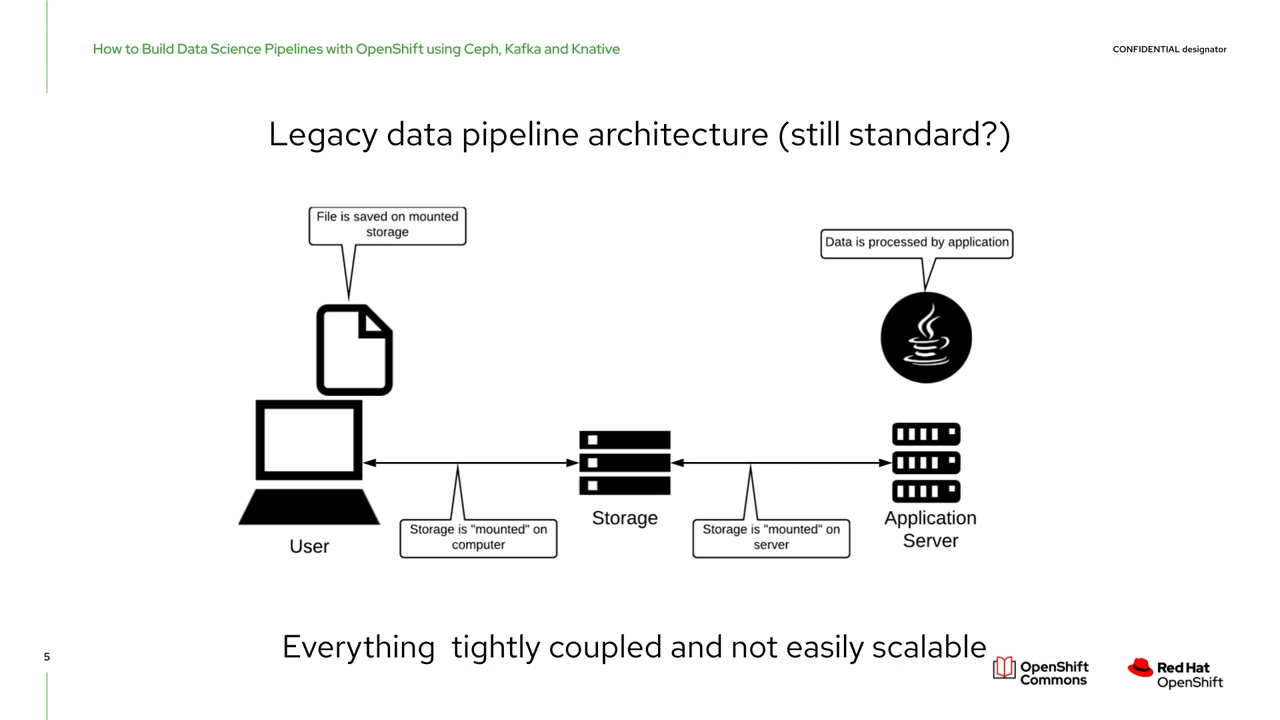 How to Build Data Science Pipelines with OpenShift using Ceph, Kafka and Knative
CONFIDENTIAL designator
Legacy data pipeline architecture (still standard?)
File is saved on mounted
storage
Data is processed by application
Storage is "mounted" on
computer
Storage is "mounted" on
server
User
Storage
Application
Server
Everything  tightly coupled and not easily scalable
5
OpenShift
Commons
Red Hat
OpenShift